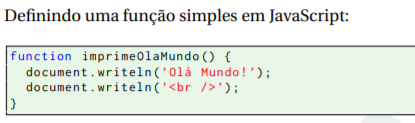 Definindo uma função simples em JavaScript:
function imprimeOlaMundo() {
  document.writeln('Olá Mundo!');
  document.writeln('<br />');
}